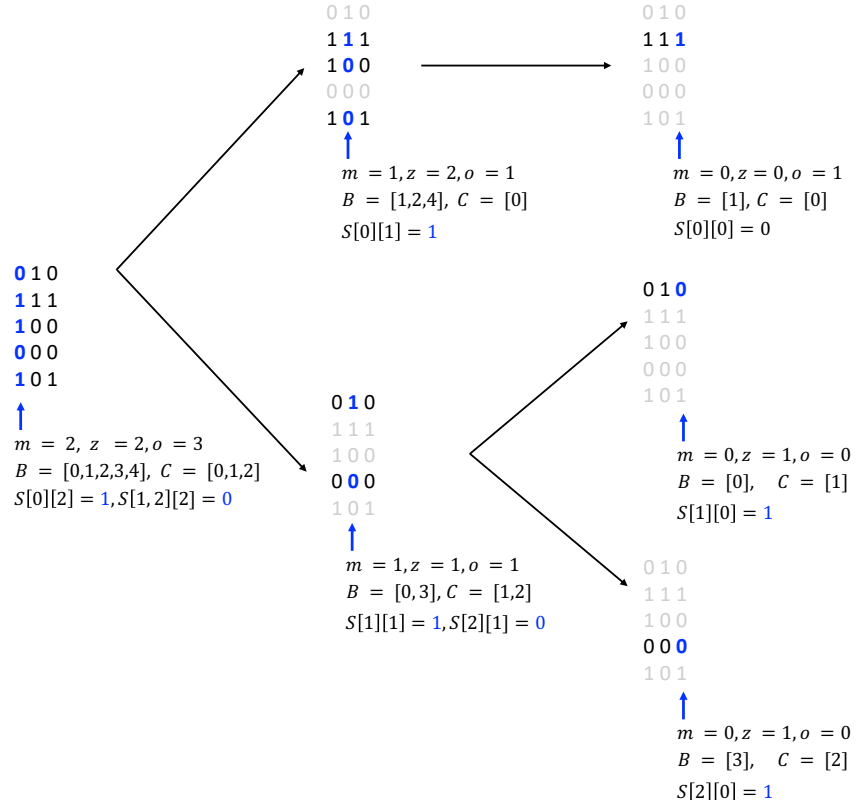 0 1 0
1 1 1
1 0 0
0 0 0
1 0 1
m = 1, z = 2, o = 1
B = [1,2,4], C = [0]
S[0][1] = 1
0 1 0
1 1 1
1 0 0
0 0 0
1 0 1
m = 0, z = 0, o = 1
B = [1], C = [0]
S[0][0] = 0
0 1 0
1 1 1
1 0 0
0 0 0
1 0 1
m = 2, z = 2, o = 3
B = [0,1,2,3,4], C = [0,1,2]
S[0][2] = 1, S[1,2][2] = 0
0 1 0
1 1 1
1 0 0
0 0 0
1 0 1
m = 1, z = 1, o = 1
B = [0,3], C = [1,2]
S[1][1] = 1, S[2][1] = 0
0 1 0
1 1 1
1 0 0
0 0 0
1 0 1
m = 0, z = 1, o = 0
B = [0], C = [1]
S[1][0] = 1
0 1 0
1 1 1
1 0 0
0 0 0
1 0 1
m = 0, z = 1, o = 0
B = [3], C = [2]
S[2][0] = 1